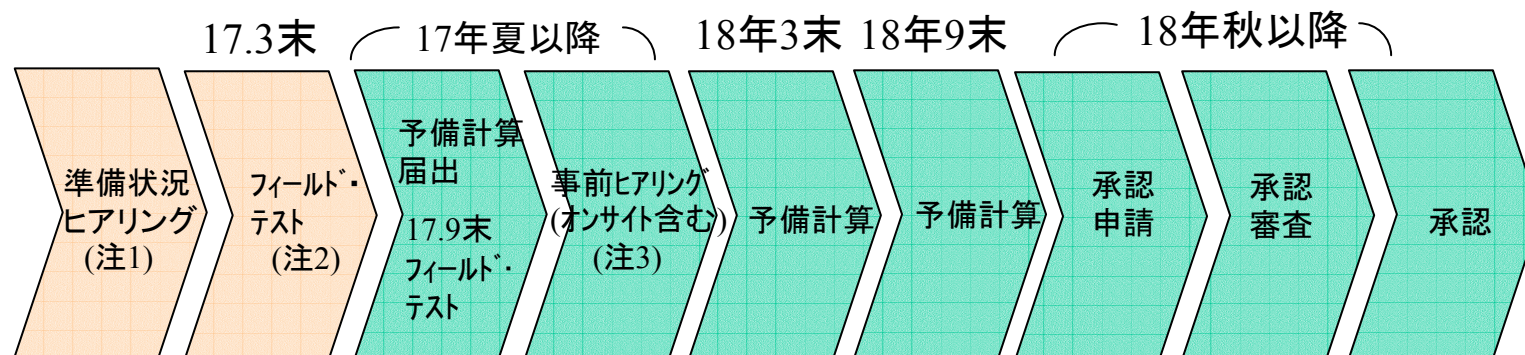 17.3末
17年夏以降
18年3末
18年9末
18年秋以降
準備状況
ヒアリング
(注1)
フィールド・
テスト
(注2)
予備計算
届出
17.9末
フィールド・
テスト
事前ヒアリング
(オンサイト含む)
(注3)
予備計算
予備計算
承認
申請
承認
審査
承認